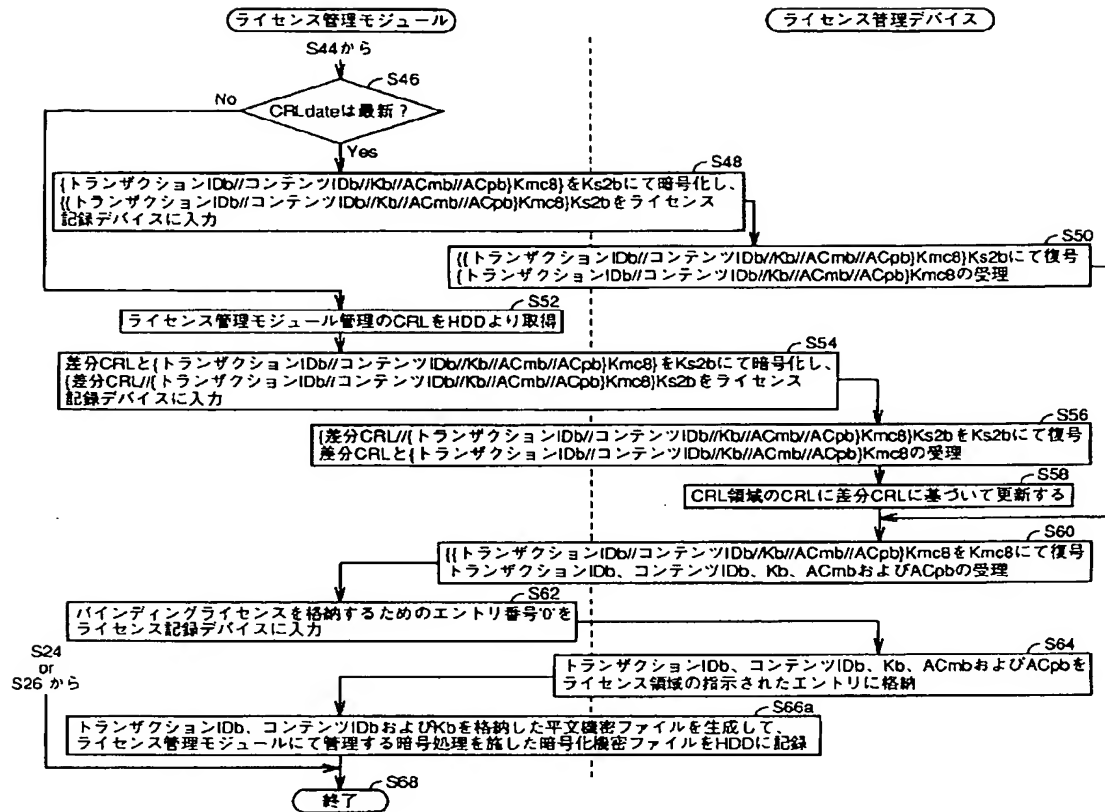 ライセンス管理モジュール
ライセンス管理デバイス
S44から
S46
CRLdateは最新？
No
Yes
S48
{トランザクションIDb//コンテンツIDb//Kb//ACmb//ACpb}Kmc8}をKs2bにて暗号化し、
{{トランザクションIDb//コンテンツIDb//Kb//ACmb//ACpb}Kmc8}Ks2bをライセンス
記録デバイスに入力
S50
{{トランザクションIDb//コンテンツIDb//Kb//ACmb//ACpb}Kmc8}Ks2bにて復号
{トランザクションIDb//コンテンツIDb//Kb//ACmb//ACpb}Kmc8の受理
S52
ライセンス管理モジュール管理のCRLをHDDより取得
S54
差分CRLと{トランザクションIDb//コンテンツIDb//Kb//ACmb//ACpb}Kmc8}をKs2bにて暗号化し、
{差分CRL//{トランザクションIDb//コンテンツIDb//Kb//ACmb//ACpb}Kmc8}Ks2bをライセンス
記録デバイスに入力
S56
{差分CRL//{トランザクションIDb//コンテンツIDb//Kb//ACmb//ACpb}Kmc8}Ks2bをKs2bにて復号
差分CRLと{トランザクションIDb//コンテンツIDb//Kb//ACmb//ACpb}Kmc8の受理
S58
CRL領域のCRLに差分CRLに基づいて更新する
S60
{{トランザクションIDb//コンテンツIDb//Kb//ACmb//ACpb}Kmc8をKmc8にて復号
トランザクションIDb、コンテンツIDb、Kb、ACmbおよびACpbの受理
S62
バインディングライセンスを格納するためのエントリ番号'0'を
ライセンス記録デバイスに入力
S64
トランザクションIDb、コンテンツIDb、Kb、ACmbおよびACpbを
ライセンス領域の指示されたエントリに格納
S24
or
S26から
S66a
トランザクションIDb、コンテンツIDbおよびKbを格納した平文機密ファイルを生成して、
ライセンス管理モジュールにて管理する暗号処理を施した暗号化機密ファイルをHDDに記録
S68
終了